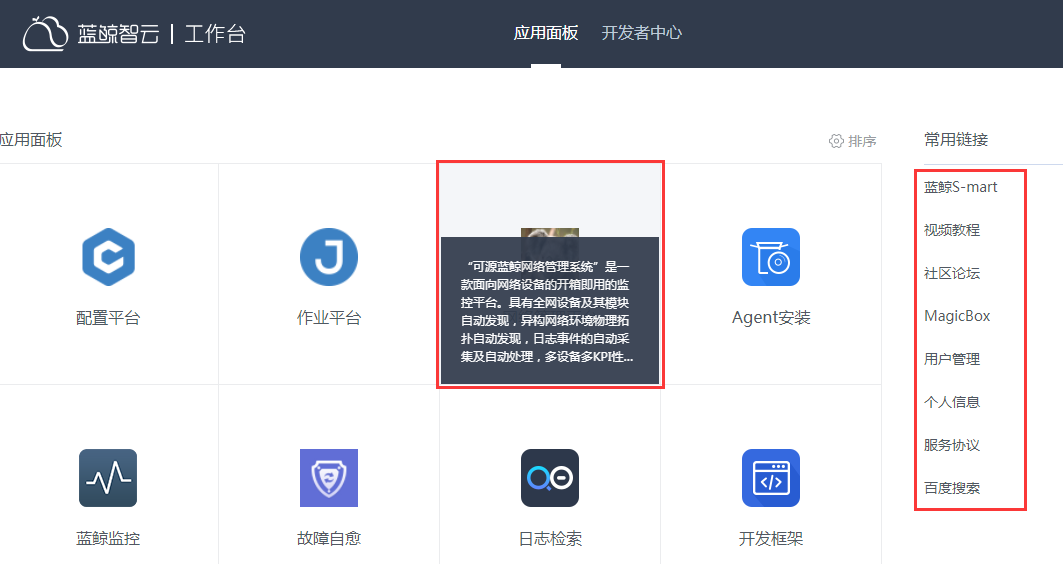 蓝鲸智云 | 工作台
应用面板
开发者中心
应用面板
排序
常用链接
配置平台
作业平台
“可源蓝鲸网络管理系统”是一
款面向网络设备的开箱即用的监
控平台。具有全网设备及其模块
自动发现，异构网络环境物理拓
扑自动发现，日志事件的自动采
集及自动处理，多设备多KPI性...
Agent安装
蓝鲸监控
故障自愈
日志检索
开发框架
蓝鲸S-mart
视频教程
社区论坛
MagicBox
用户管理
个人信息
服务协议
百度搜索